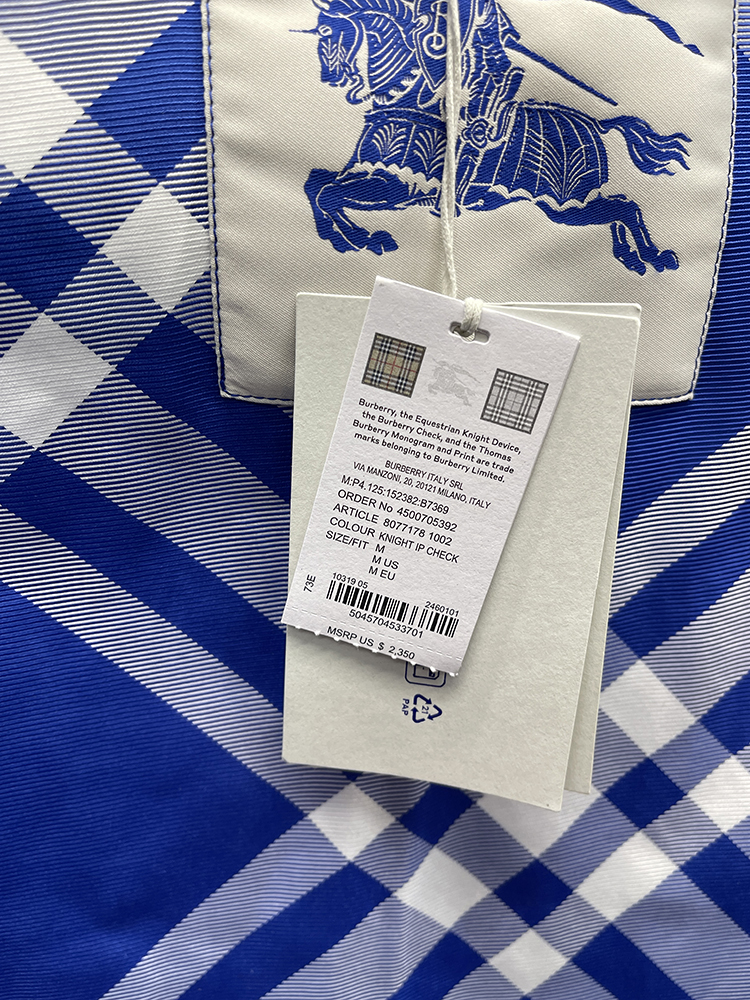 Burberry, the Equestrian Knight Device,
the Burberry Check, and the Thomas
Burberry Monogram and Print are trade
marks belonging to Burberry Limited.
BURBERRY ITALY SRL
VIA MANZONI, 20, 20121 MILANO, ITALY
M:P4.125:152382:B7369
ORDER No 4500705392
ARTICLE 8077178 1002
COLOUR KNIGHT IP CHECK
SIZE/FIT M
M US
M EU
73E
10319 05 2460101
5045704533701
MSRP US $ 2,350
21
PAP